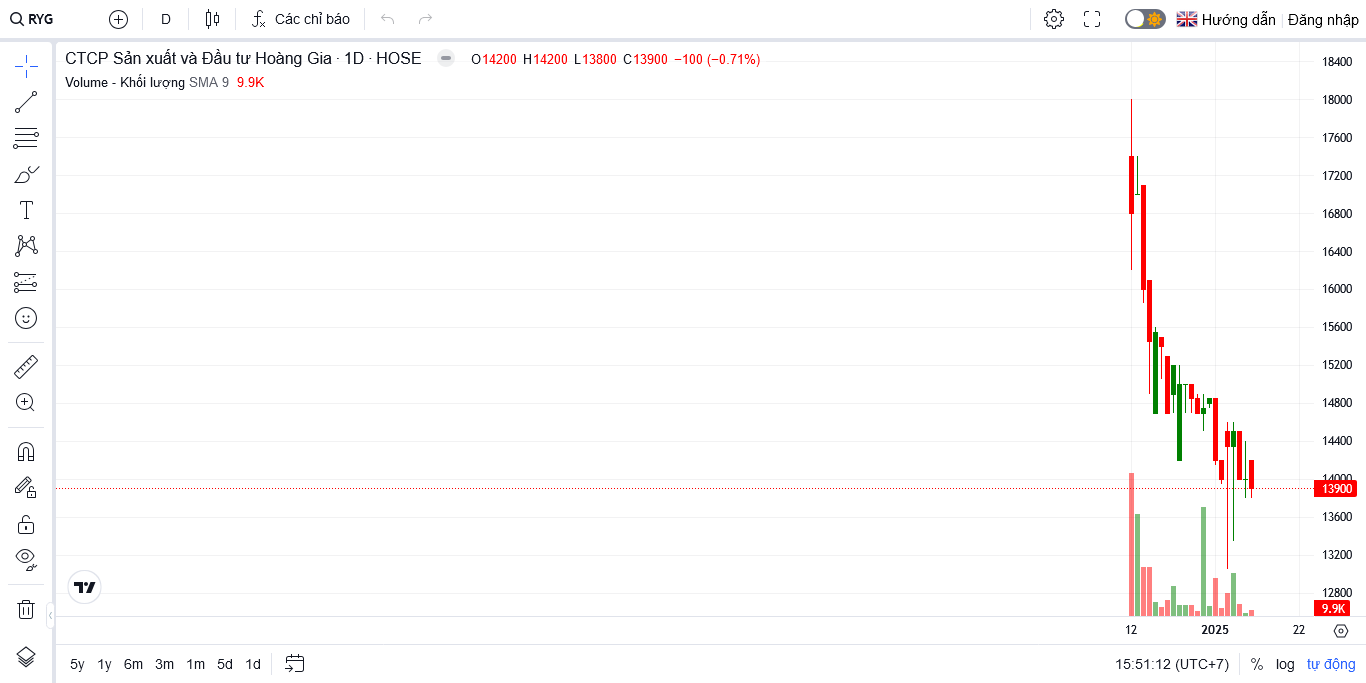 RYG D Các chỉ báo Hướng dẫn Đăng nhập
CTCP Sản xuất và Đầu tư Hoàng Gia · 1D · HOSE O14200 H14200 L13800 C13900 −100 (−0.71%)
Volume - Khối lượng SMA 9 9.9K
18400
18000
17600
17200
16800
16400
16000
15600
15200
14800
14400
14000
13900
13600
13200
12800
9.9K
12 2025 22
5y 1y 6m 3m 1m 5d 1d 15:51:12 (UTC+7) % log tự động